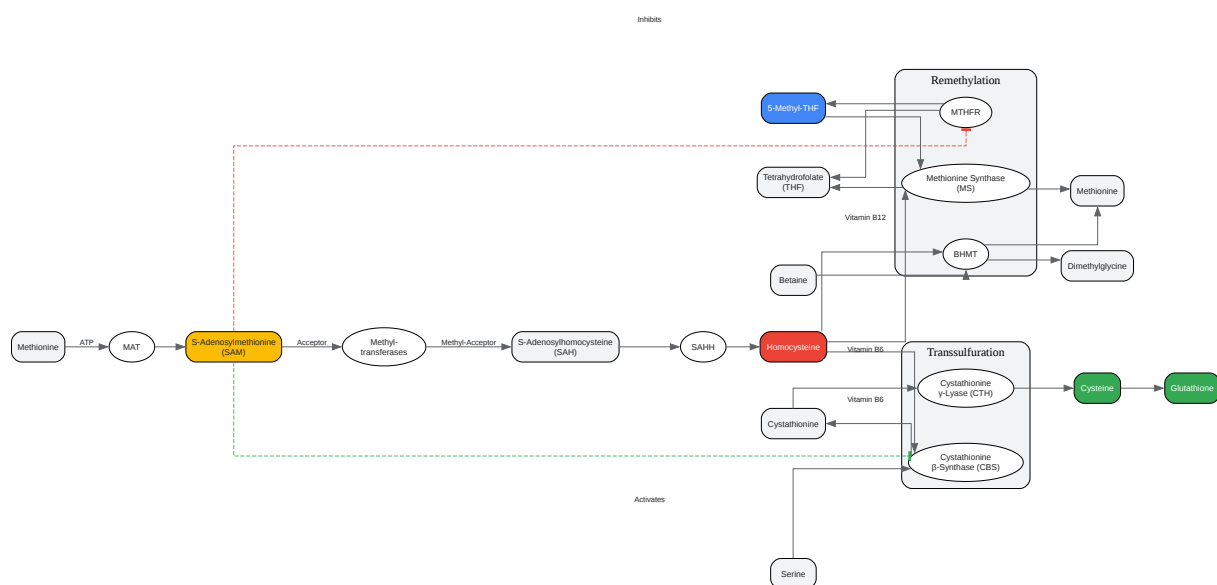 Inhibits
Remethylation
5-Methyl-THF
MTHFR
Tetrahydrofolate
(THF)
Methionine Synthase
(MS)
Methionine
Vitamin B12
BHMT
Betaine
Dimethylglycine
Methionine
ATP
MAT
S-Adenosylmethionine
(SAM)
Acceptor
Methyl-
transferases
Methyl-Acceptor
S-Adenosylhomocysteine
(SAH)
SAHH
Homocysteine
Vitamin B6
Transsulfuration
Cystathionine
γ-Lyase (CTH)
Cysteine
Glutathione
Vitamin B6
Cystathionine
Cystathionine
β-Synthase (CBS)
Activates
Serine